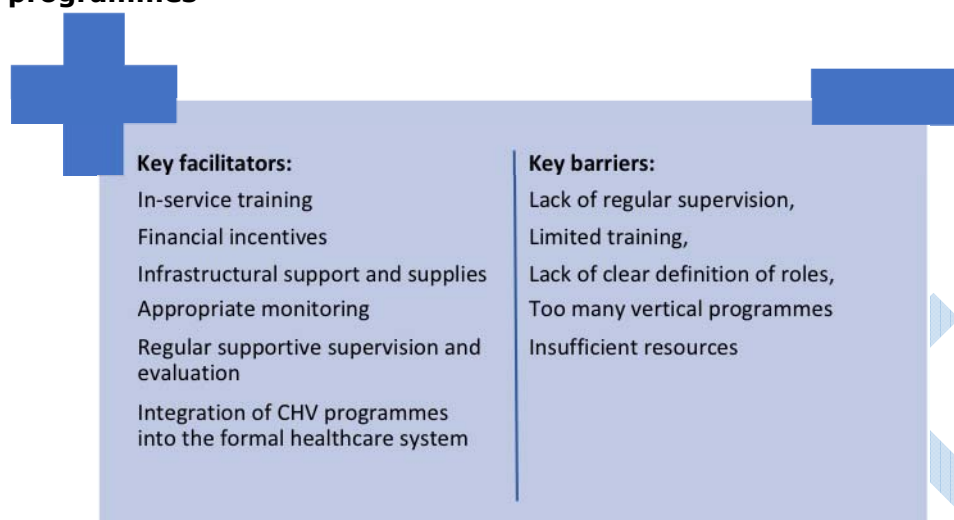 programmes
Key facilitators:
In-service training
Financial incentives
Infrastructural support and supplies
Appropriate monitoring
Regular supportive supervision and
evaluation
Integration of CHV programmes
into the formal healthcare system
Key barriers:
Lack of regular supervision,
Limited training,
Lack of clear definition of roles,
Too many vertical programmes
Insufficient resources